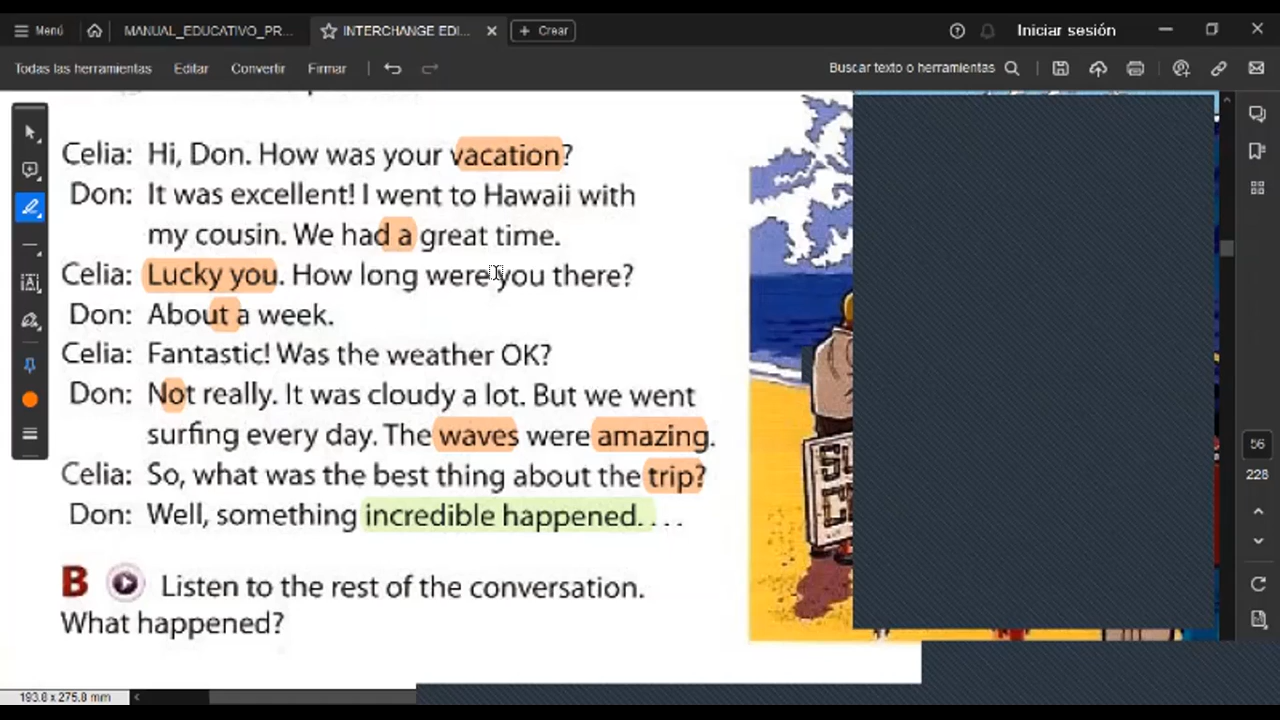 Menú MANUAL_EDUCATIVO_PR... INTERCHANGE EDI... Crear Iniciar sesión
Todas las herramientas Editar Convertir Firmar Buscar texto o herramientas
Celia: Hi, Don. How was your vacation?
Don: It was excellent! I went to Hawaii with
my cousin. We had a great time.
Celia: Lucky you. How long were you there?
Don: About a week.
Celia: Fantastic! Was the weather OK?
Don: Not really. It was cloudy a lot. But we went
surfing every day. The waves were amazing.
Celia: So, what was the best thing about the trip?
Don: Well, something incredible happened. . . .
B Listen to the rest of the conversation.
What happened?
56
228
193.8 x 275.8 mm